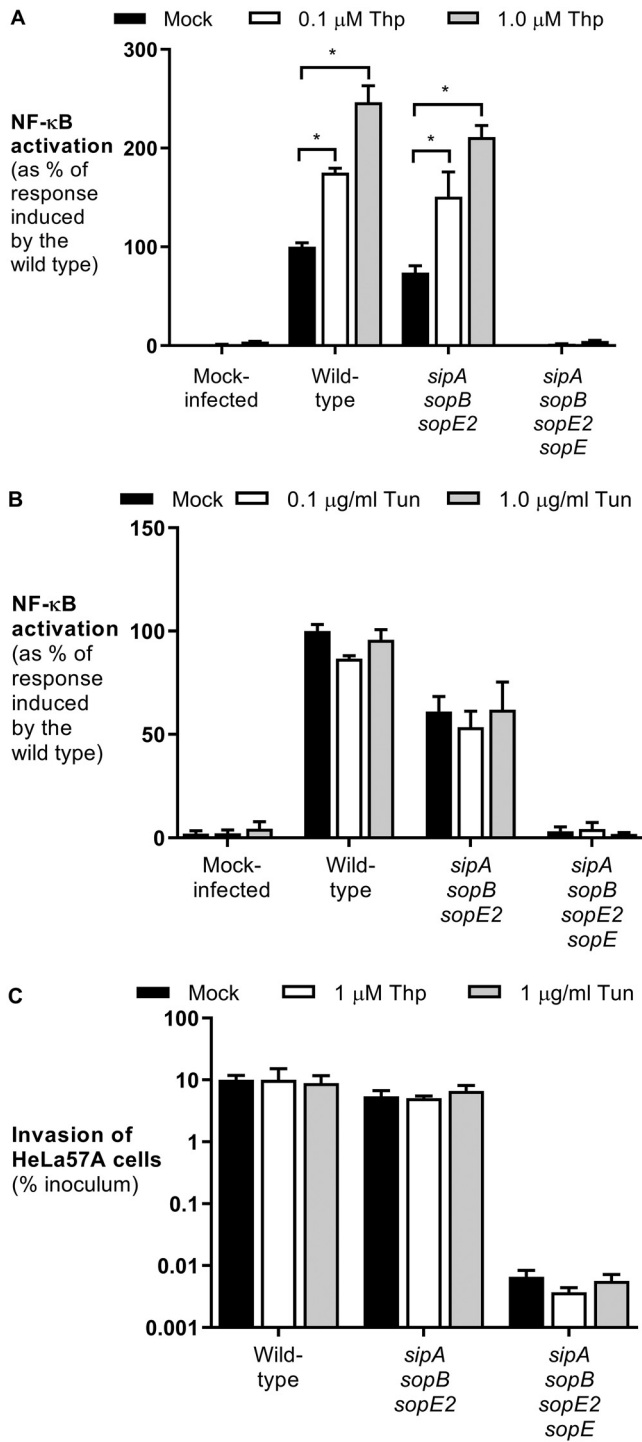 A
Mock 0.1 μM Thp 1.0 μM Thp
NF-κB
activation
(as % of
response
induced
by the
wild type)
300
200
100
0
* * * *
Mock-
infected
Wild-
type
sipA
sopB
sopE2
sipA
sopB
sopE2
sopE
B
Mock 0.1 μg/ml Tun 1.0 μg/ml Tun
NF-κB
activation
(as % of
response
induced
by the
wild type)
150
100
50
0
Mock-
infected
Wild-
type
sipA
sopB
sopE2
sipA
sopB
sopE2
sopE
C
Mock 1 μM Thp 1 μg/ml Tun
Invasion of
HeLa57A cells
(% inoculum)
100
10
1
0.1
0.01
0.001
Wild-
type
sipA
sopB
sopE2
sipA
sopB
sopE2
sopE